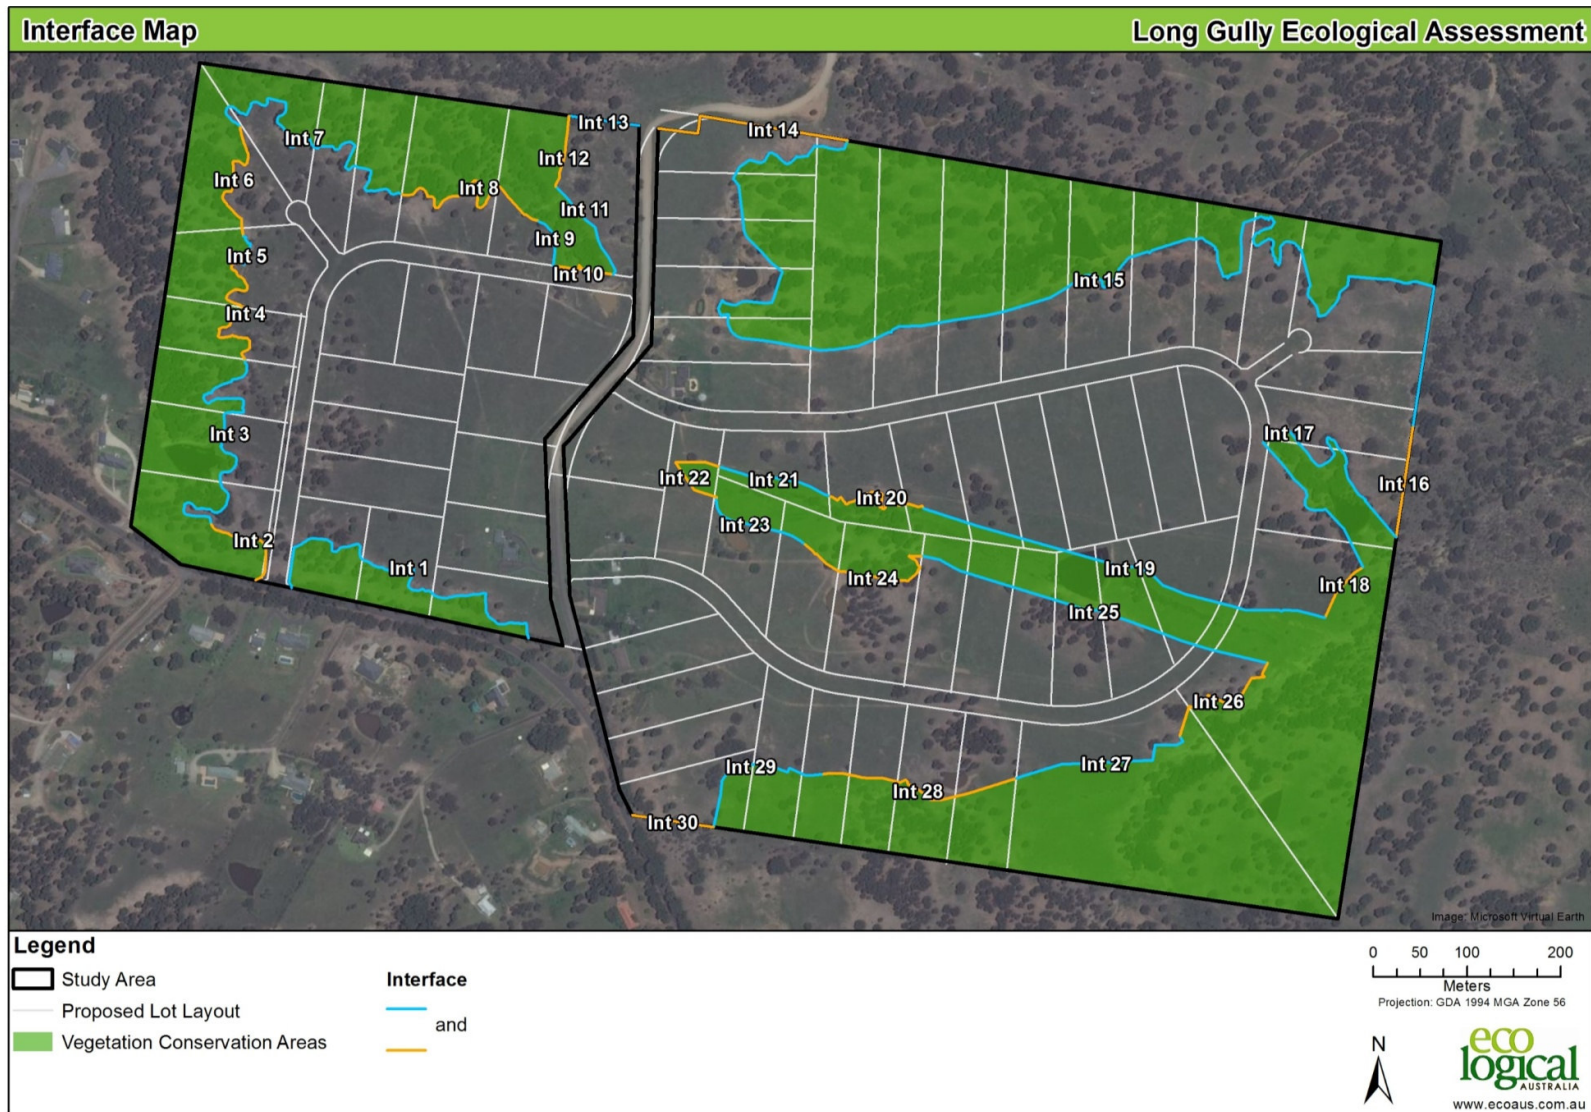 Interface Map
Long Gully Ecological Assessment
Int 13
Int 14
Int 7
Int 12
Int 6
Int 8
Int 11
Int 9
Int 5
Int 10
Int 15
Int 4
Int 3
Int 17
Int 22
Int 21
Int 16
Int 20
Int 23
Int 2
Int 1
Int 19
Int 24
Int 18
Int 25
Int 26
Int 29
Int 27
Int 28
Int 30
Image: Microsoft Virtual Earth
Legend
Study Area
Proposed Lot Layout
Vegetation Conservation Areas
Interface
and
0 50 100 200
Meters
Projection: GDA 1994 MGA Zone 56
N
eco
logical
AUSTRALIA
www.ecoaus.com.au